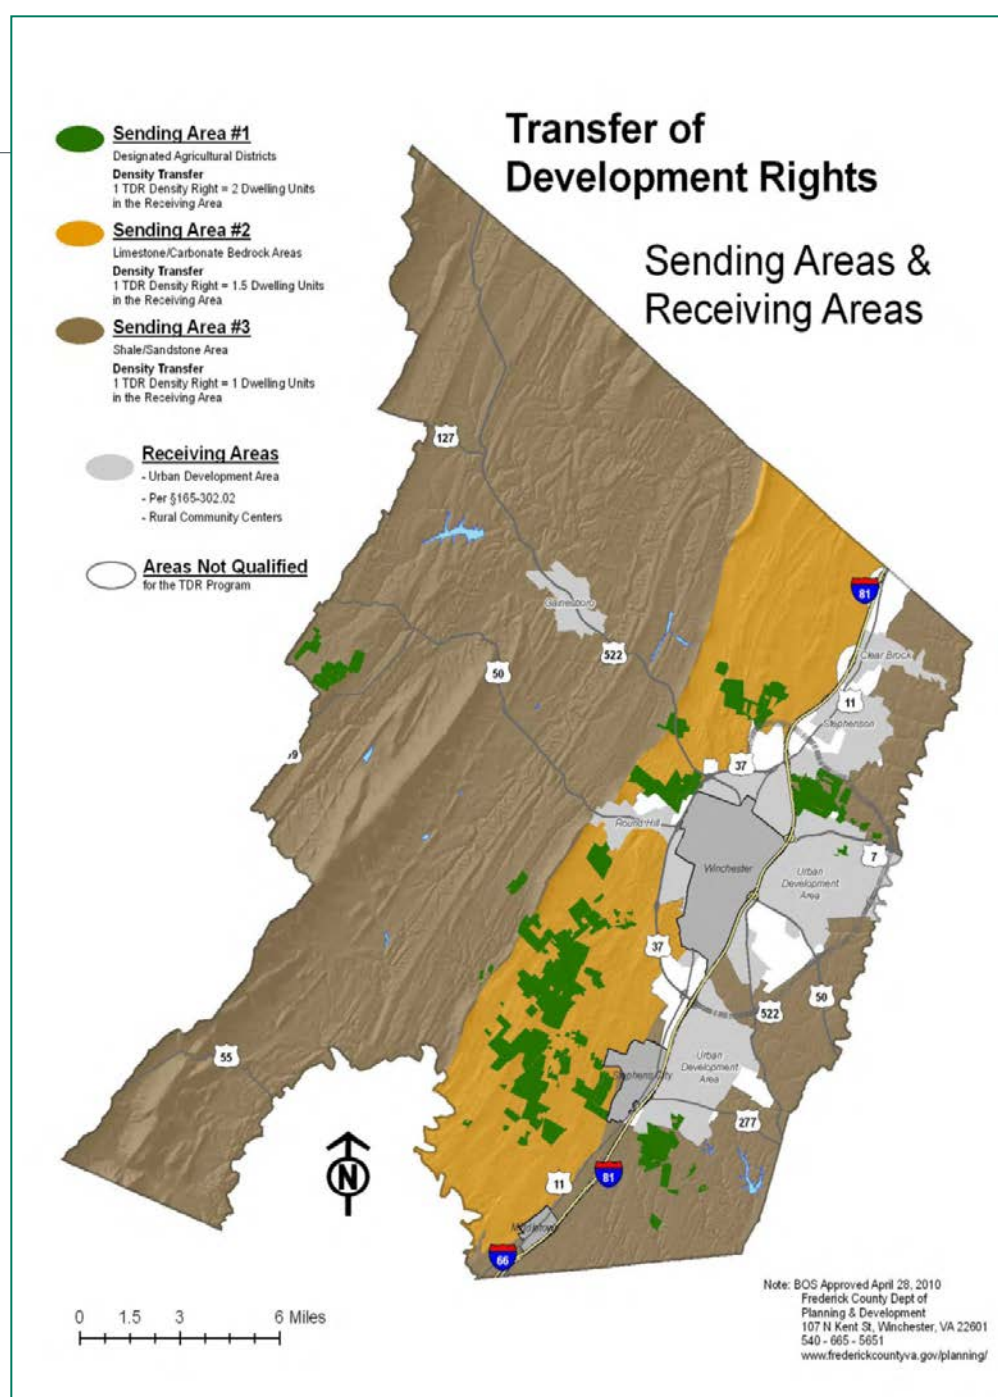 Transfer of
Development Rights
Sending Areas &
Receiving Areas
Sending Area #1
Designated Agricultural Districts
Density Transfer
1 TDR Density Right = 2 Dwelling Units
in the Receiving Area
Sending Area #2
Limestone/Carbonate Bedrock Areas
Density Transfer
1 TDR Density Right = 1.5 Dwelling Units
in the Receiving Area
Sending Area #3
Shale/Sandstone Area
Density Transfer
1 TDR Density Right = 1 Dwelling Units
in the Receiving Area
Receiving Areas
- Urban Development Area
- Per §165-302.02
- Rural Community Centers
Areas Not Qualified
for the TDR Program
127
81
Gainesboro
522
Clear Brock
50
11
Stephenson
37
Round Hill
7
Winchester
Urban
Development
Area
37
50
522
55
Urban
Development
Area
Stephens City
277
N
81
11
Middletown
66
0 1.5 3 6 Miles
Note: BOS Approved April 28, 2010
Frederick County Dept of
Planning & Development
107 N Kent St, Winchester, VA 22601
540 - 665 - 5651
www.frederickcountyva.gov/planning/